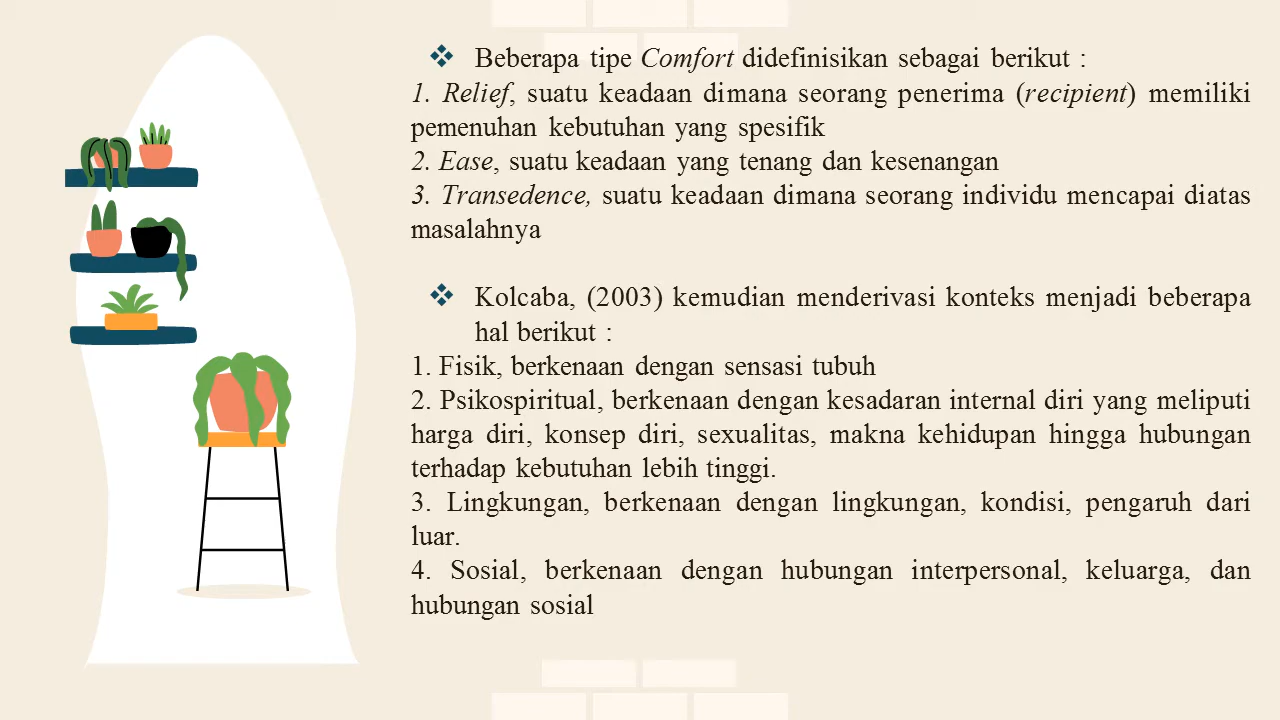 ❖ Beberapa tipe Comfort didefinisikan sebagai berikut :
1. Relief, suatu keadaan dimana seorang penerima (recipient) memiliki
pemenuhan kebutuhan yang spesifik
2. Ease, suatu keadaan yang tenang dan kesenangan
3. Transedence, suatu keadaan dimana seorang individu mencapai diatas
masalahnya
❖ Kolcaba, (2003) kemudian menderivasi konteks menjadi beberapa
hal berikut :
1. Fisik, berkenaan dengan sensasi tubuh
2. Psikospiritual, berkenaan dengan kesadaran internal diri yang meliputi
harga diri, konsep diri, sexualitas, makna kehidupan hingga hubungan
terhadap kebutuhan lebih tinggi.
3. Lingkungan, berkenaan dengan lingkungan, kondisi, pengaruh dari
luar.
4. Sosial, berkenaan dengan hubungan interpersonal, keluarga, dan
hubungan sosial